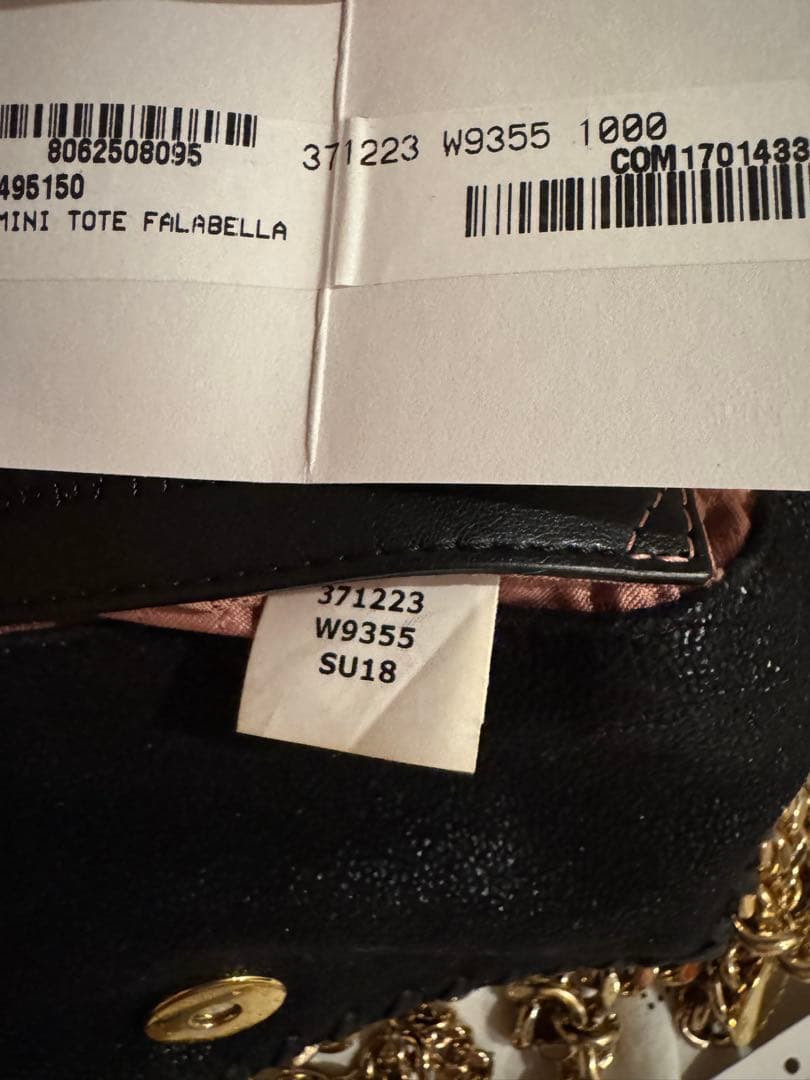 8062508095
495150
MINI TOTE FALABELLA
371223 W9355 1000
COM1701433
371223
W9355
SU18